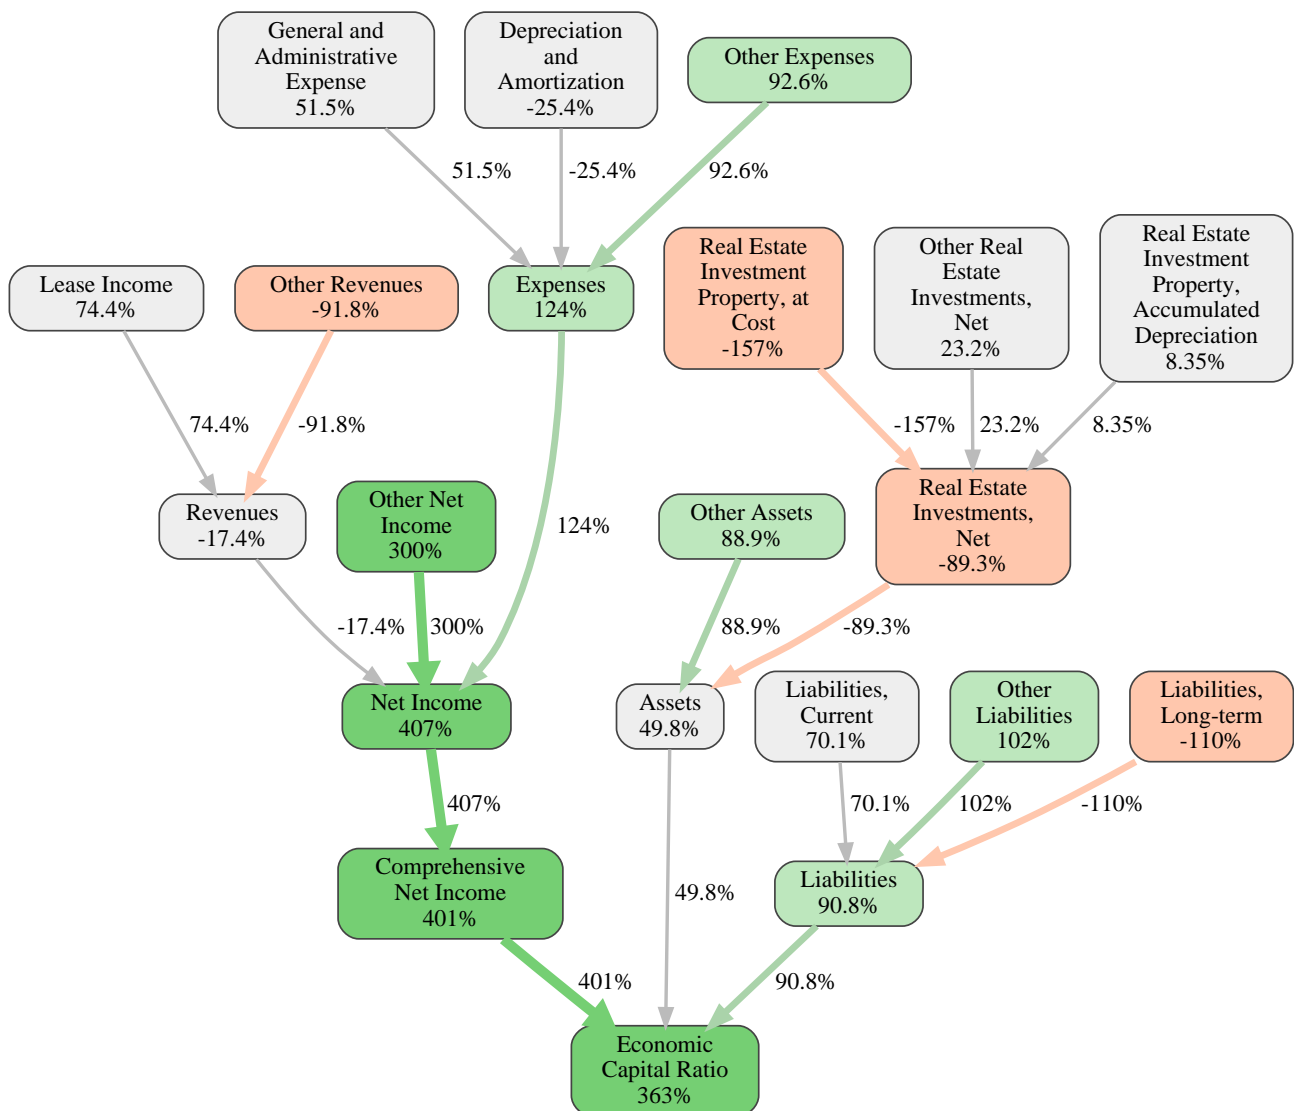 General and
Administrative
Expense
51.5%
Depreciation
and
Amortization
-25.4%
Other Expenses
92.6%
51.5%
-25.4%
92.6%
Lease Income
74.4%
Other Revenues
-91.8%
Expenses
124%
Real Estate
Investment
Property, at
Cost
-157%
Other Real
Estate
Investments,
Net
23.2%
Real Estate
Investment
Property,
Accumulated
Depreciation
8.35%
74.4%
-91.8%
-157%
23.2%
8.35%
Revenues
-17.4%
Other Net
Income
300%
124%
Other Assets
88.9%
Real Estate
Investments,
Net
-89.3%
-17.4%
300%
88.9%
-89.3%
Net Income
407%
Assets
49.8%
Liabilities,
Current
70.1%
Other
Liabilities
102%
Liabilities,
Long-term
-110%
407%
70.1%
102%
-110%
Comprehensive
Net Income
401%
49.8%
Liabilities
90.8%
401%
90.8%
Economic
Capital Ratio
363%